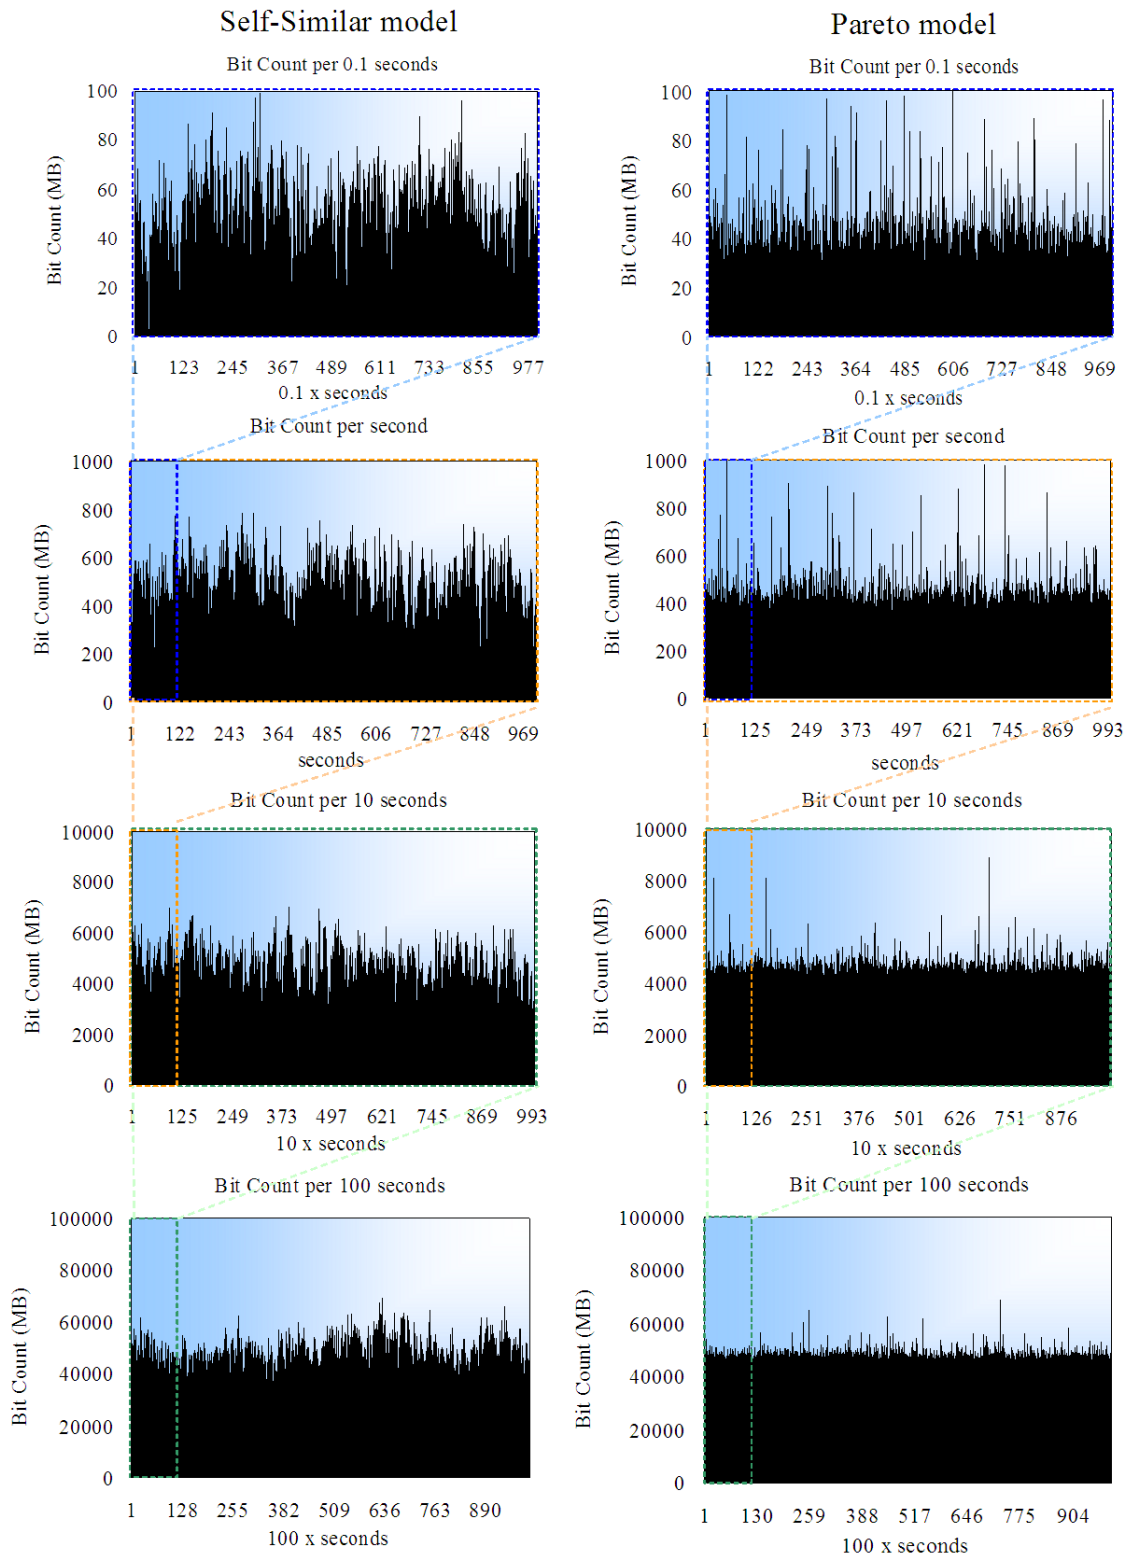 Self-Similar model
Bit Count per 0.1 seconds
Bit Count (MB)
100
80
60
40
20
0
1 123 245 367 489 611 733 855 977
0.1 x seconds
Bit Count per second
Bit Count (MB)
1000
800
600
400
200
0
1 122 243 364 485 606 727 848 969
seconds
Bit Count per 10 seconds
Bit Count (MB)
10000
8000
6000
4000
2000
0
1 125 249 373 497 621 745 869 993
10 x seconds
Bit Count per 100 seconds
Bit Count (MB)
100000
80000
60000
40000
20000
0
1 128 255 382 509 636 763 890
100 x seconds
Pareto model
Bit Count per 0.1 seconds
Bit Count (MB)
100
80
60
40
20
0
1 122 243 364 485 606 727 848 969
0.1 x seconds
Bit Count per second
Bit Count (MB)
1000
800
600
400
200
0
1 125 249 373 497 621 745 869 993
seconds
Bit Count per 10 seconds
Bit Count (MB)
10000
8000
6000
4000
2000
0
1 126 251 376 501 626 751 876
10 x seconds
Bit Count per 100 seconds
Bit Count (MB)
100000
80000
60000
40000
20000
0
1 130 259 388 517 646 775 904
100 x seconds